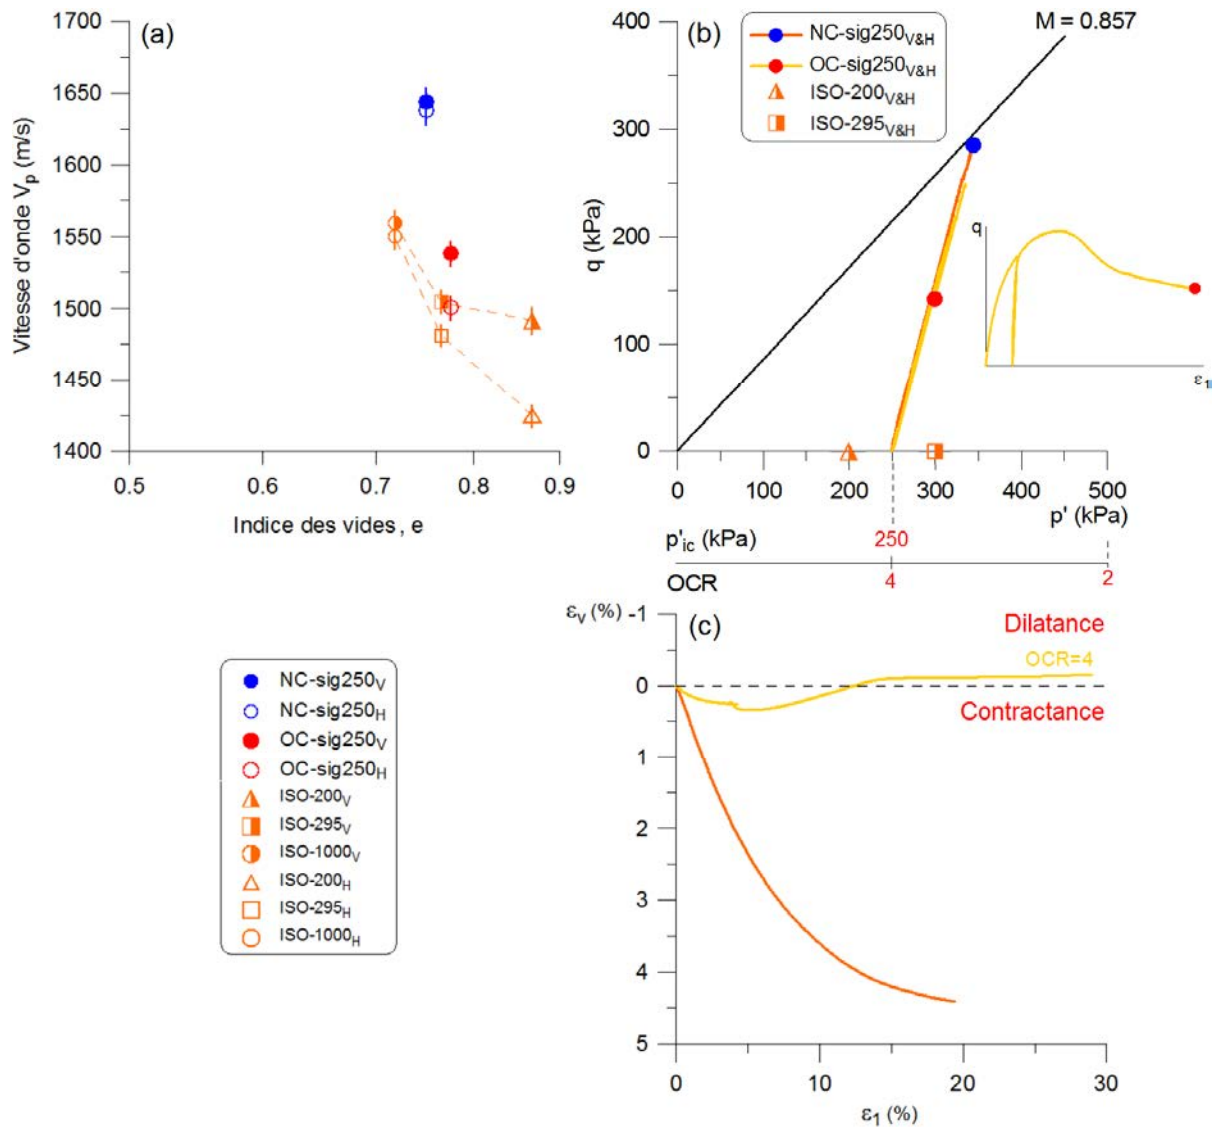 (a)
1700
1650
1600
1550
1500
1450
1400
Vitesse d'onde Vp (m/s)
0.5 0.6 0.7 0.8 0.9
Indice des vides, e
(b)
NC-sig250V&H
OC-sig250V&H
ISO-200V&H
ISO-295V&H
M = 0.857
400
300
200
100
0
q (kPa)
q
ε1
0 100 200 300 400 500
p' (kPa)
p'ic (kPa) 250
OCR 4 2
εv (%) -1
(c)
Dilatance
OCR=4
0
Contractance
1
2
3
4
5
0 10 20 30
ε1 (%)
NC-sig250V
NC-sig250H
OC-sig250V
OC-sig250H
ISO-200V
ISO-295V
ISO-1000V
ISO-200H
ISO-295H
ISO-1000H